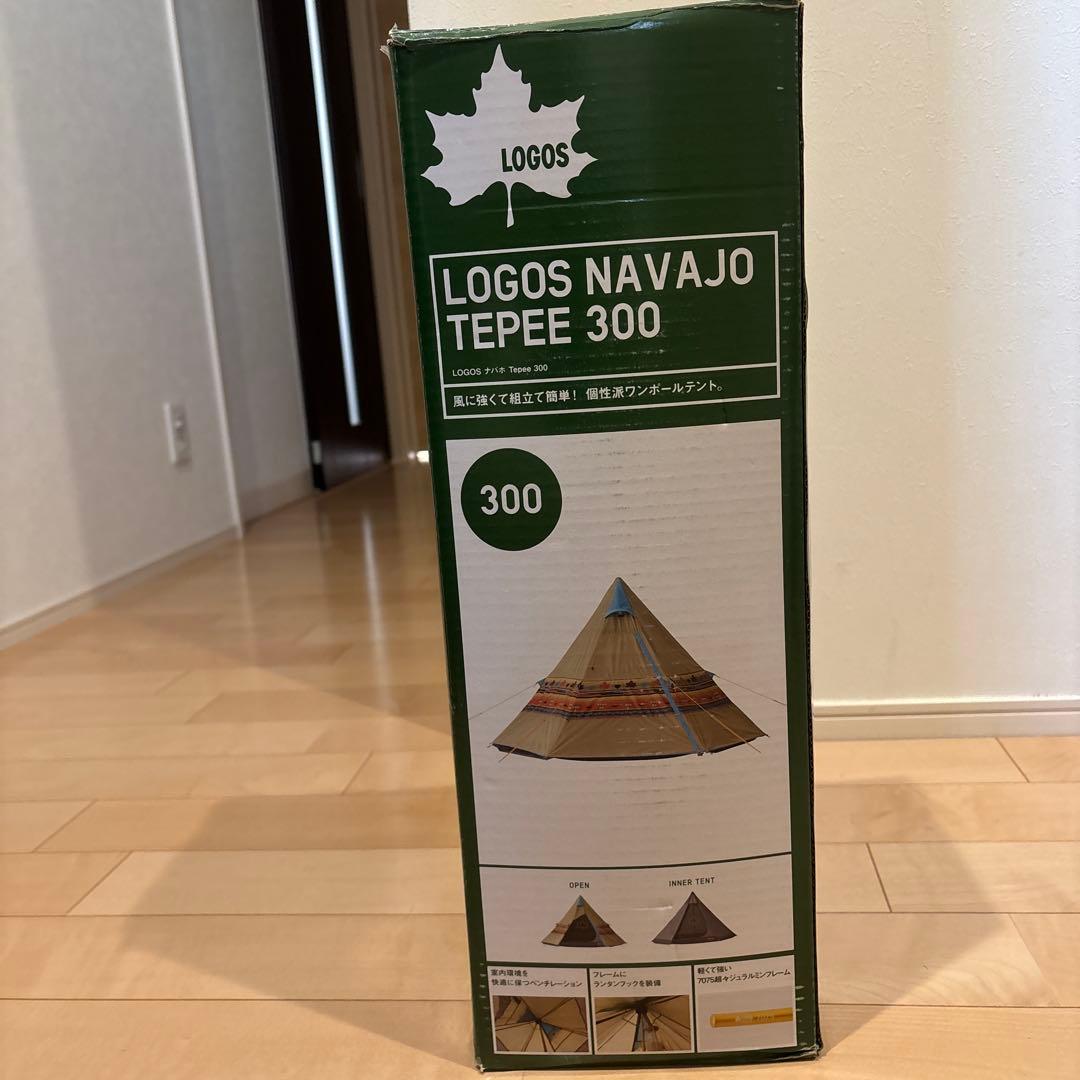 LOGOS
LOGOS NAVAJO
TEPEE 300
LOGOS ナバホ Tepee 300
風に強くて組立て簡単! 個性派ワンポールテント。
300
OPEN
INNER TENT
室内環境を
快適に保つベンチレーション
フレームに
ランタンフックを装備
軽くて強い
7075超々ジュラルミンフレーム